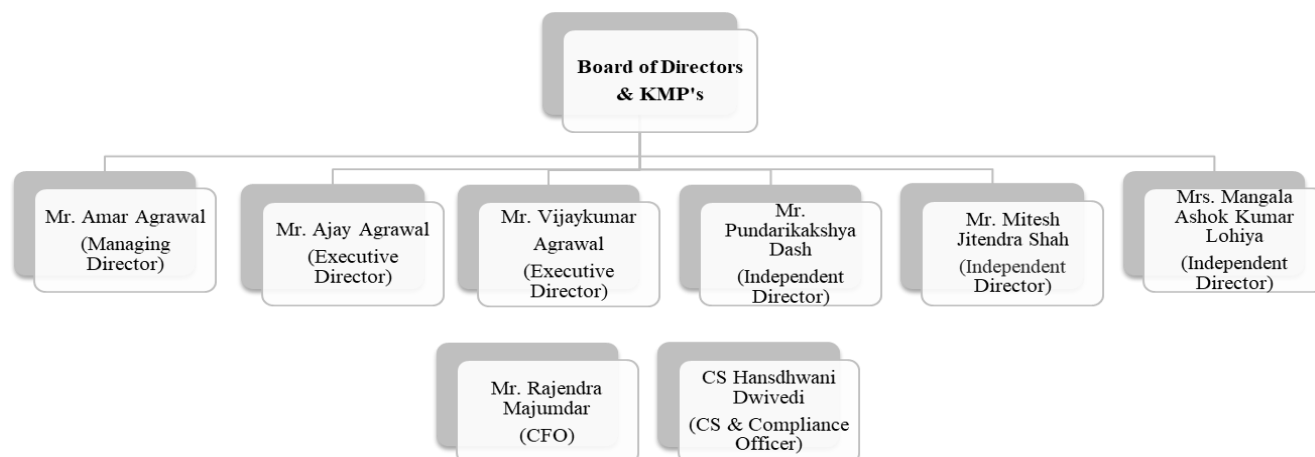 Board of Directors
& KMP's
Mr. Amar Agrawal
(Managing
Director)
Mr. Ajay Agrawal
(Executive
Director)
Mr. Vijaykumar
Agrawal
(Executive
Director)
Mr.
Pundarikakshya
Dash
(Independent
Director)
Mr. Mitesh
Jitendra Shah
(Independent
Director)
Mrs. Mangala
Ashok Kumar
Lohiya
(Independent
Director)
Mr. Rajendra
Majumdar
(CFO)
CS Hansdhwani
Dwivedi
(CS & Compliance
Officer)